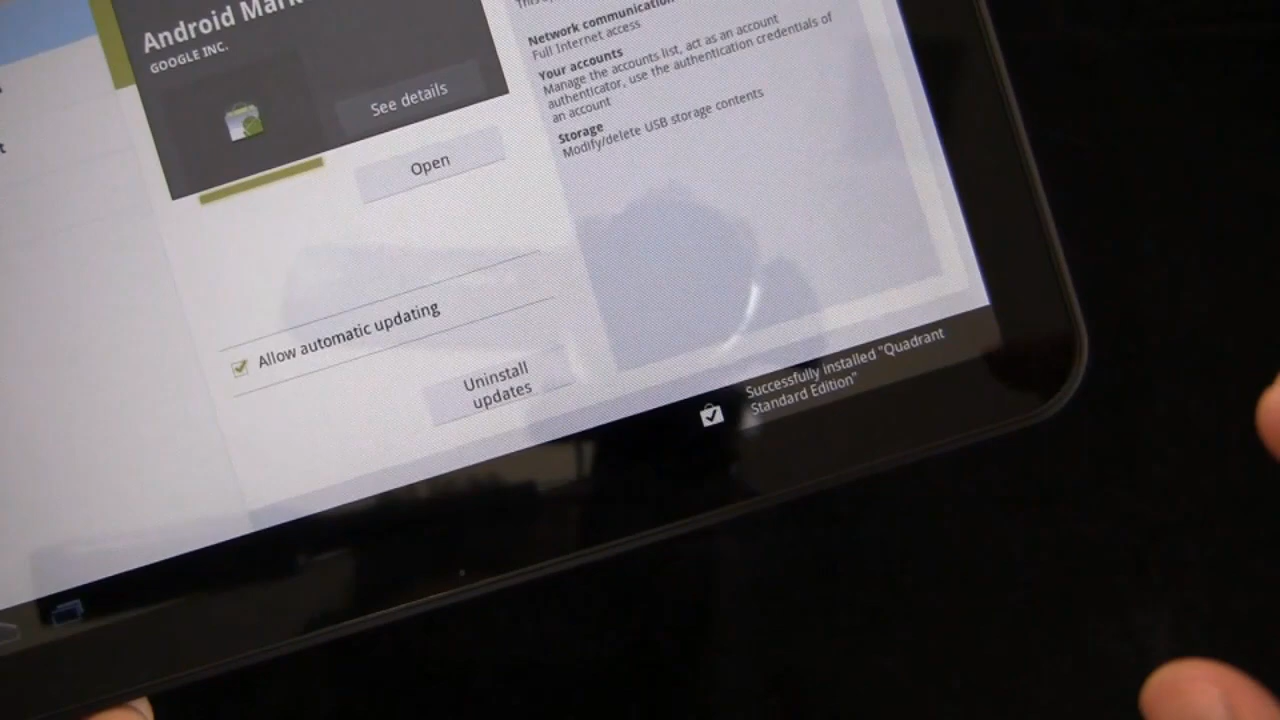 Android
GOOGLE INC.
See details
Open
Allow automatic updating
Uninstall
updates
Network communication
Full Internet access
Your accounts
Manage the accounts list, act as an account
authenticator, use the authentication credentials of
an account
Storage
Modify/delete USB storage contents
Successfully installed "Quadrant
Standard Edition"